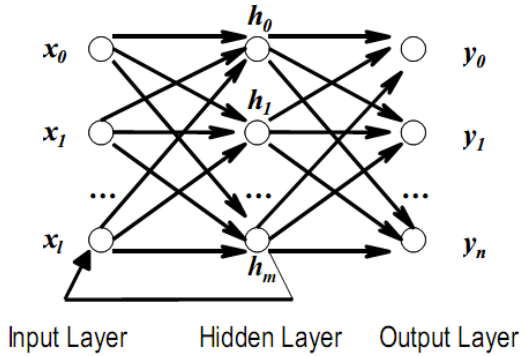 x0 h0 y0
x1 h1 y1
... ... ...
xl hm yn
Input Layer Hidden Layer Output Layer